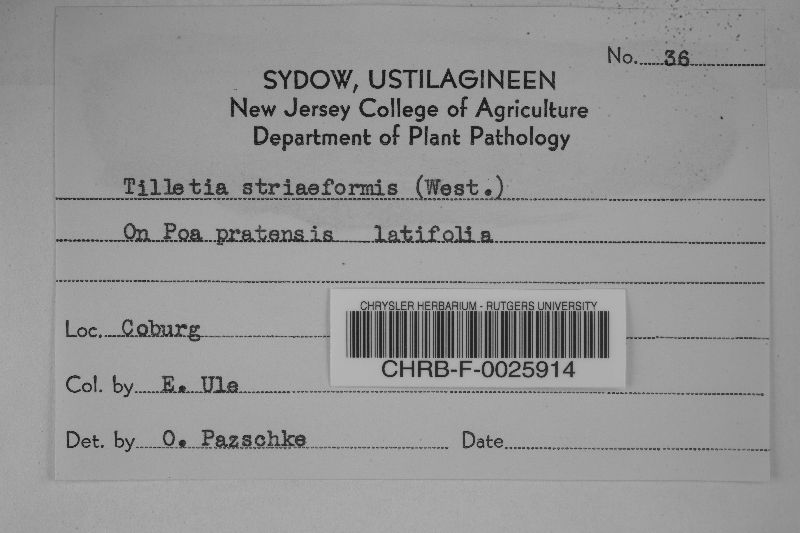 No. 36
SYDOW, USTILAGINEEN
New Jersey College of Agriculture
Department of Plant Pathology
Tilletia striaeformis (West.)
On Poa pratensis latifolia
CHRYSLER HERBARIUM - RUTGERS UNIVERSITY
Loc. Coburg
CHRB-F-0025914
Col. by E. Ule
Det. by O. Pazschke Date